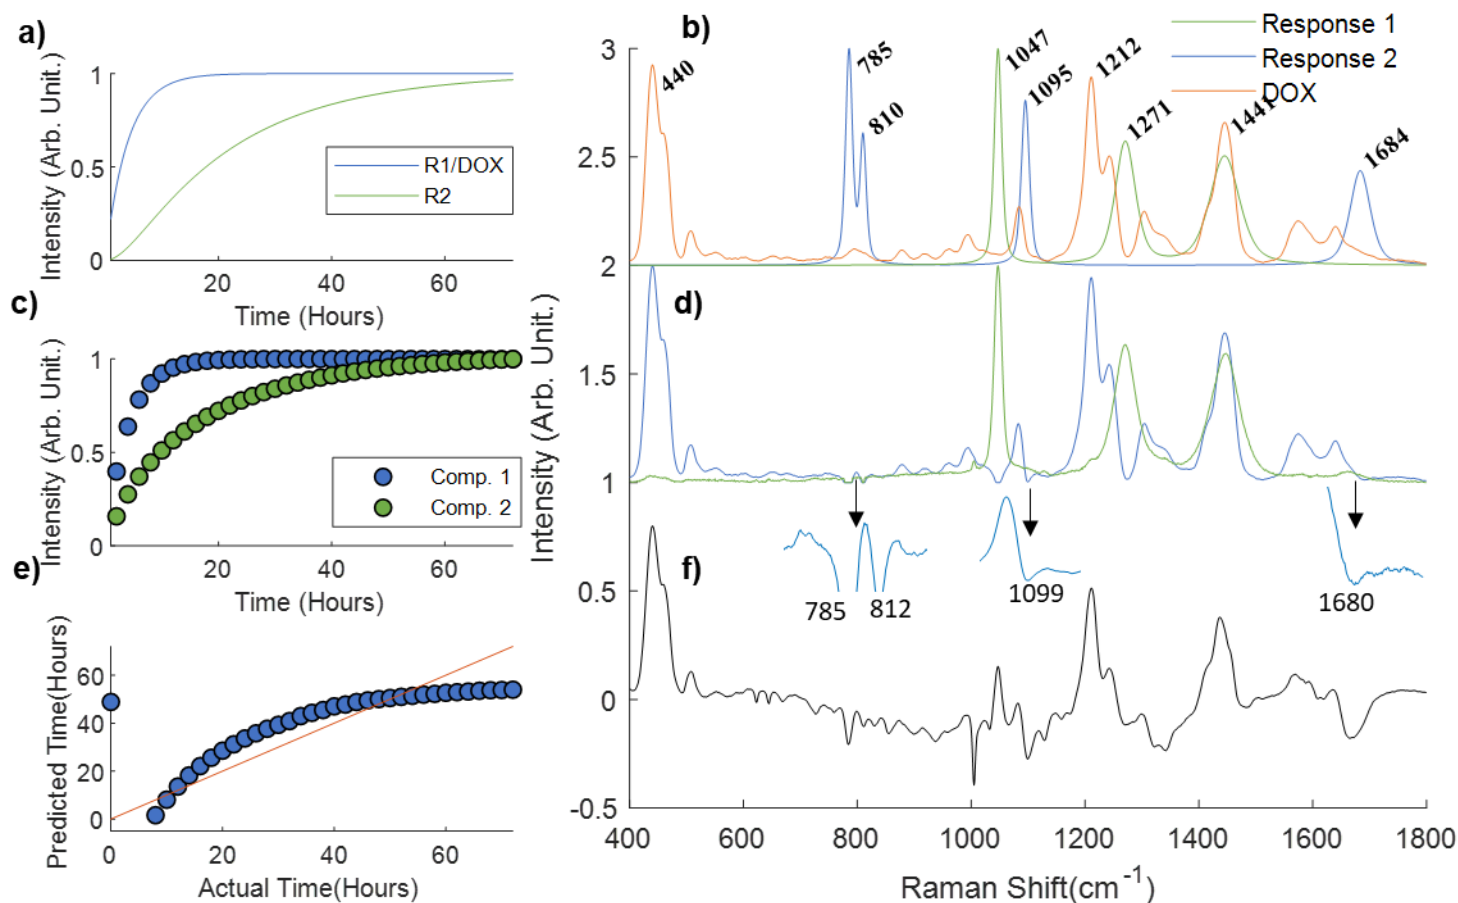 a)
Intensity (Arb. Unit.)
1
0.5
0
20
40
60
Time (Hours)
R1/DOX
R2
b)
Response 1
Response 2
DOX
3
2.5
2
440
785
810
1047
1095
1212
1271
1441
1684
c)
Intensity (Arb. Unit.)
1
0.5
0
20
40
60
Time (Hours)
Comp. 1
Comp. 2
Intensity (Arb. Unit.)
d)
1.5
1
785
812
1099
1680
e)
Predicted Time(Hours)
60
40
20
0
0
20
40
60
Actual Time(Hours)
f)
0.5
0
-0.5
400
600
800
1000
1200
1400
1600
1800
Raman Shift(cm⁻¹)